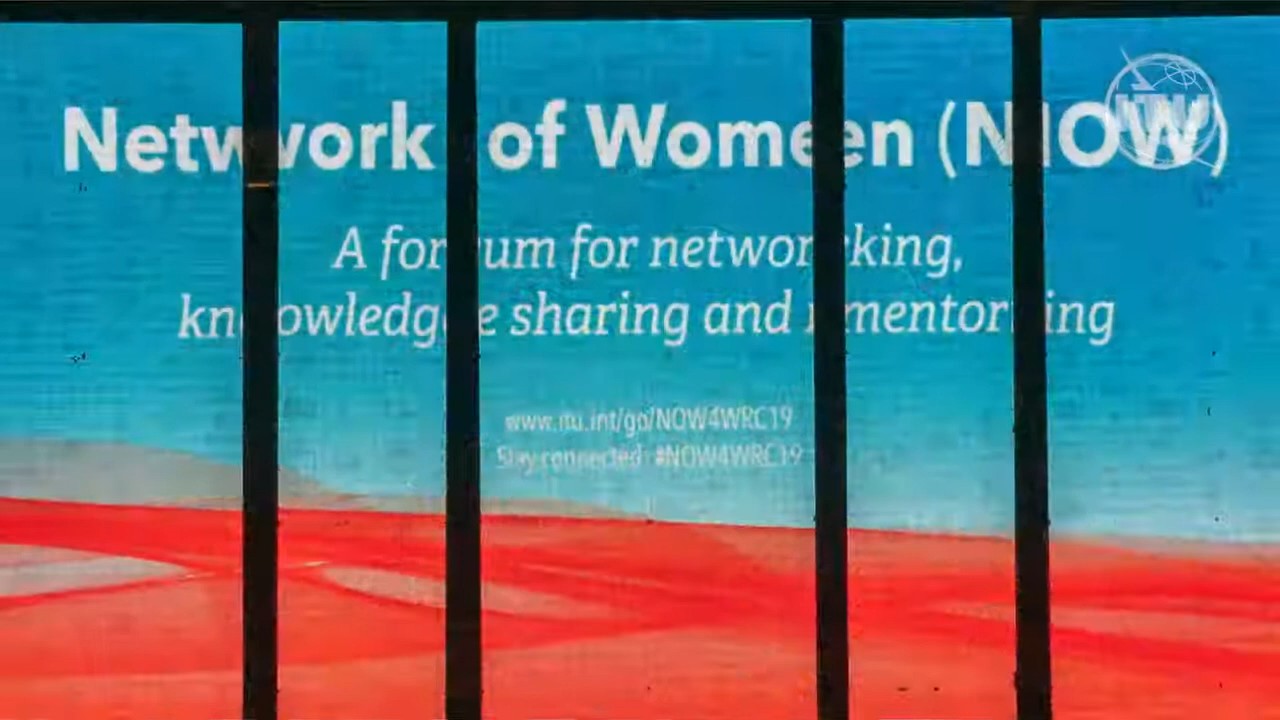 Network of Women (NOW)
ITU
A forum for networking,
knowledge sharing and mentoring
www.itu.int/go/NOW4WRC19
Stay connected: #NOW4WRC19